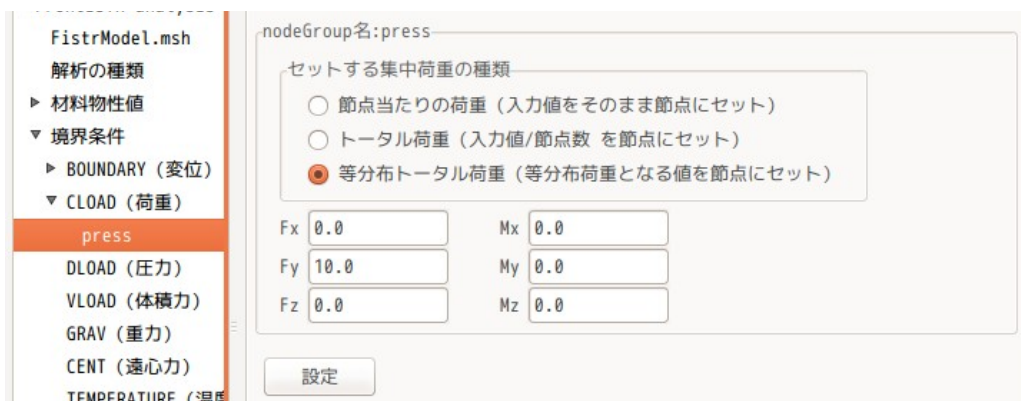 FistrModel.msh
解析の種類
材料物性値
境界条件
BOUNDARY (変位)
CLOAD (荷重)
press
DLOAD (圧力)
VLOAD (体積力)
GRAV (重力)
CENT (遠心力)
TEMPERATURE (温度
nodeGroup名:press
セットする集中荷重の種類
節点当たりの荷重 (入力値をそのまま節点にセット)
トータル荷重 (入力値/節点数 を節点にセット)
等分布トータル荷重 (等分布荷重となる値を節点にセット)
Fx 0.0 Mx 0.0
Fy 10.0 My 0.0
Fz 0.0 Mz 0.0
設定